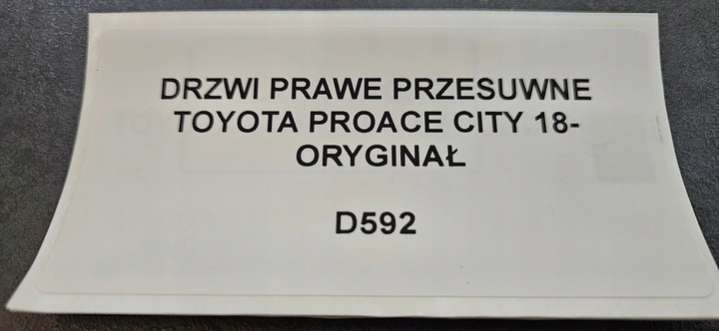 DRZWI PRAWE PRZESUWNE
TOYOTA PROACE CITY 18-
ORYGINAŁ
D592